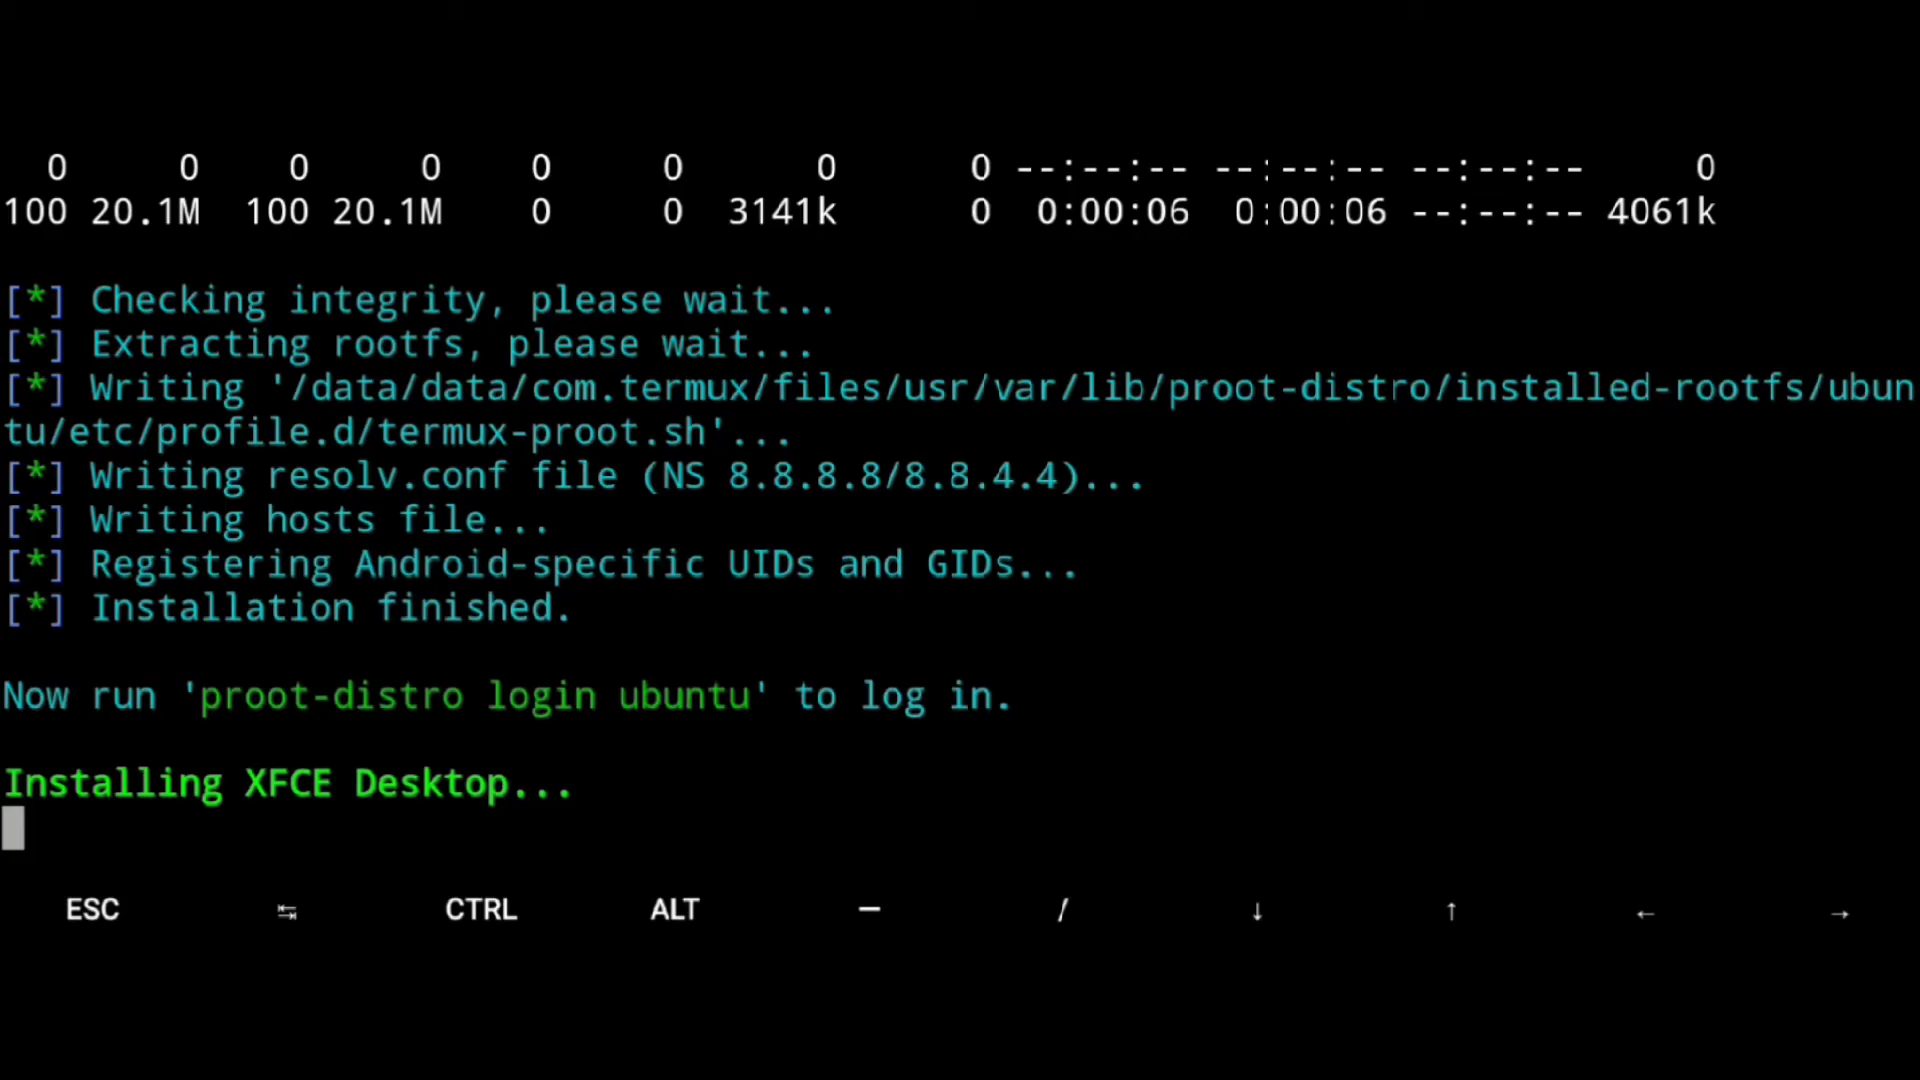 0 0 0 0 0 0 0 0 --:--:-- --:--:-- --:--:-- 0
100 20.1M 100 20.1M 0 0 3141k 0 0:00:06 0:00:06 --:--:-- 4061k
[*] Checking integrity, please wait...
[*] Extracting rootfs, please wait...
[*] Writing '/data/data/com.termux/files/usr/var/lib/proot-distro/installed-rootfs/ubun
tu/etc/profile.d/termux-proot.sh'...
[*] Writing resolv.conf file (NS 8.8.8.8/8.8.4.4)...
[*] Writing hosts file...
[*] Registering Android-specific UIDs and GIDs...
[*] Installation finished.
Now run 'proot-distro login ubuntu' to log in.
Installing XFCE Desktop...
ESC ↹ CTRL ALT — / ↓ ↑ ← →